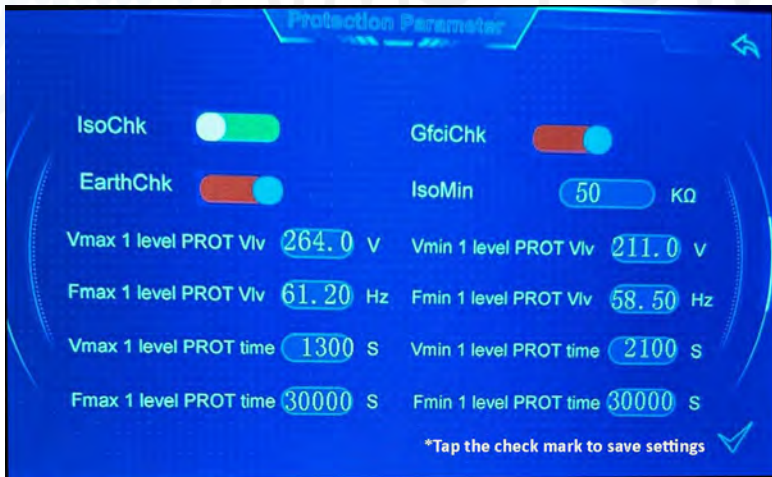 Protection Parameter
IsoChk
GfciChk
EarthChk
IsoMin 50 KΩ
Vmax 1 level PROT Vlv 264.0 V
Vmin 1 level PROT Vlv 211.0 V
Fmax 1 level PROT Vlv 61.20 Hz
Fmin 1 level PROT Vlv 58.50 Hz
Vmax 1 level PROT time 1300 S
Vmin 1 level PROT time 2100 S
Fmax 1 level PROT time 30000 S
Fmin 1 level PROT time 30000 S
*Tap the check mark to save settings